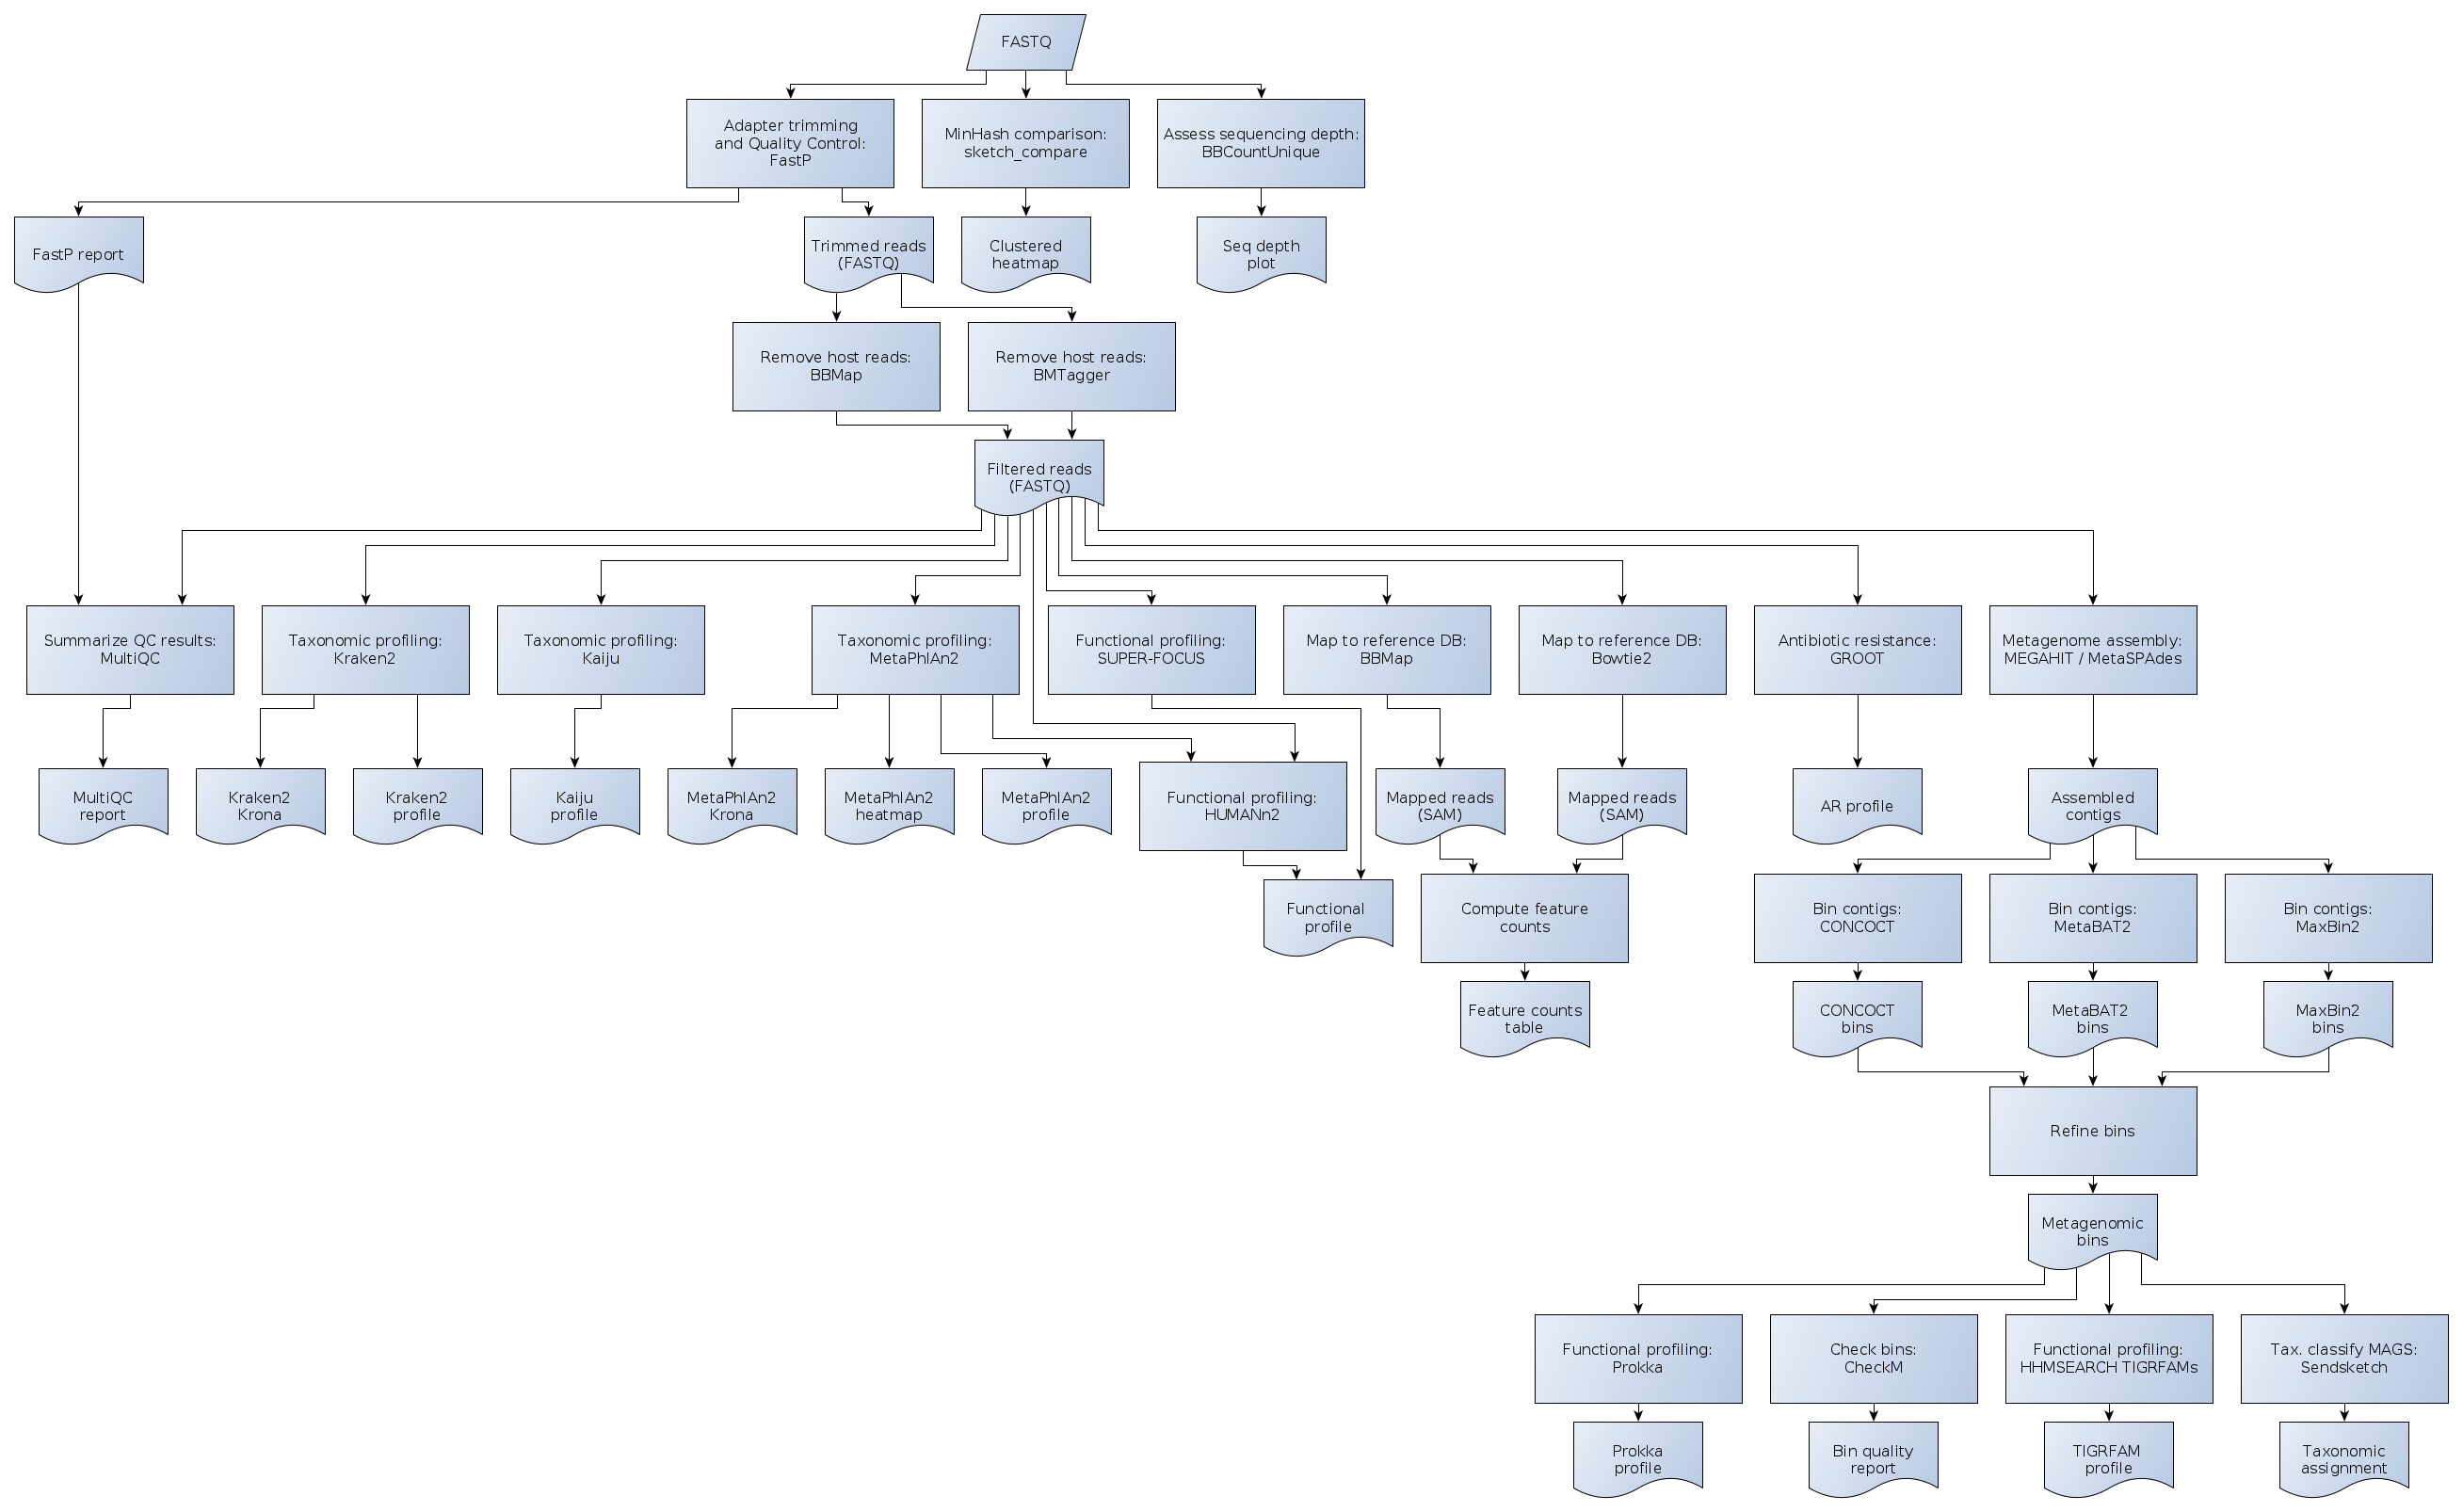 FASTQ
Adapter trimming
and Quality Control:
FastP
MinHash comparison:
sketch_compare
Assess sequencing depth:
BBCountUnique
FastP report
Trimmed reads
(FASTQ)
Clustered
heatmap
Seq depth
plot
Remove host reads:
BBMap
Remove host reads:
BMTagger
Filtered reads
(FASTQ)
Summarize QC results:
MultiQC
Taxonomic profiling:
Kraken2
Taxonomic profiling:
Kaiju
Taxonomic profiling:
MetaPhlAn2
Functional profiling:
SUPER-FOCUS
Map to reference DB:
BBMap
Map to reference DB:
Bowtie2
Antibiotic resistance:
GROOT
Metagenome assembly:
MEGAHIT / MetaSPAdes
MultiQC
report
Kraken2
Krona
Kraken2
profile
Kaiju
profile
MetaPhlAn2
Krona
MetaPhlAn2
heatmap
MetaPhlAn2
profile
Functional profiling:
HUMANn2
Mapped reads
(SAM)
Mapped reads
(SAM)
AR profile
Assembled
contigs
Functional
profile
Compute feature
counts
Bin contigs:
CONCOCT
Bin contigs:
MetaBAT2
Bin contigs:
MaxBin2
Feature counts
table
CONCOCT
bins
MetaBAT2
bins
MaxBin2
bins
Refine bins
Metagenomic
bins
Functional profiling:
Prokka
Check bins:
CheckM
Functional profiling:
HHMSEARCH TIGRFAMs
Tax. classify MAGS:
Sendsketch
Prokka
profile
Bin quality
report
TIGRFAM
profile
Taxonomic
assignment